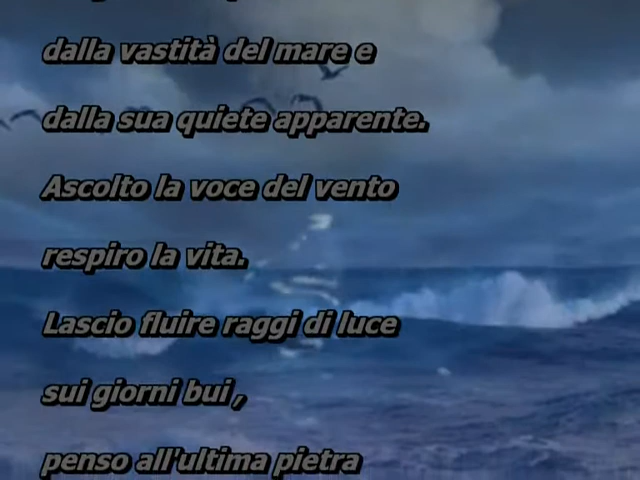 dalla vastità del mare e
dalla sua quiete apparente.
Ascolto la voce del vento
respiro la vita.
Lascio fluire raggi di luce
sui giorni bui ,
penso all'ultima pietra